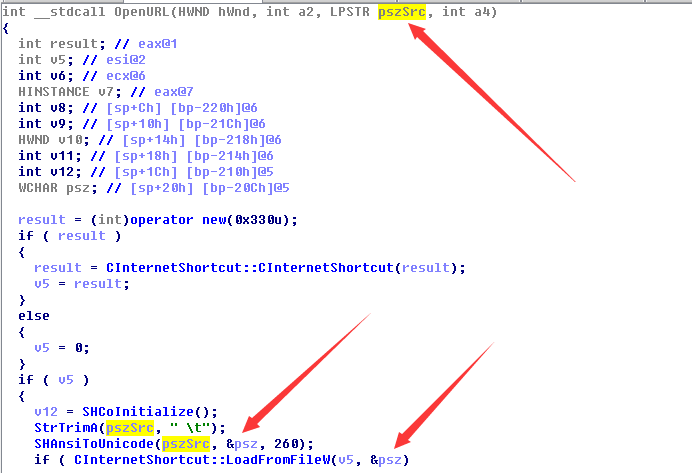 int __stdcall OpenURL(HWND hWnd, int a2, LPSTR pszSrc, int a4)
{
int result; // eax@1
int v5; // esi@2
int v6; // ecx@6
HINSTANCE v7; // eax@7
int v8; // [sp+Ch] [bp-220h]@6
int v9; // [sp+10h] [bp-21Ch]@6
HWND v10; // [sp+14h] [bp-218h]@6
int v11; // [sp+18h] [bp-214h]@6
int v12; // [sp+1Ch] [bp-210h]@5
WCHAR psz; // [sp+20h] [bp-20Ch]@5
result = (int)operator new(0x330u);
if ( result )
{
result = CInternetShortcut::CInternetShortcut(result);
v5 = result;
}
else
{
v5 = 0;
}
if ( v5 )
{
v12 = SHCoInitialize();
StrTrimA(pszSrc, " \t");
SHAnsiToUnicode(pszSrc, &psz, 260);
if ( CInternetShortcut::LoadFromFileW(v5, &psz)